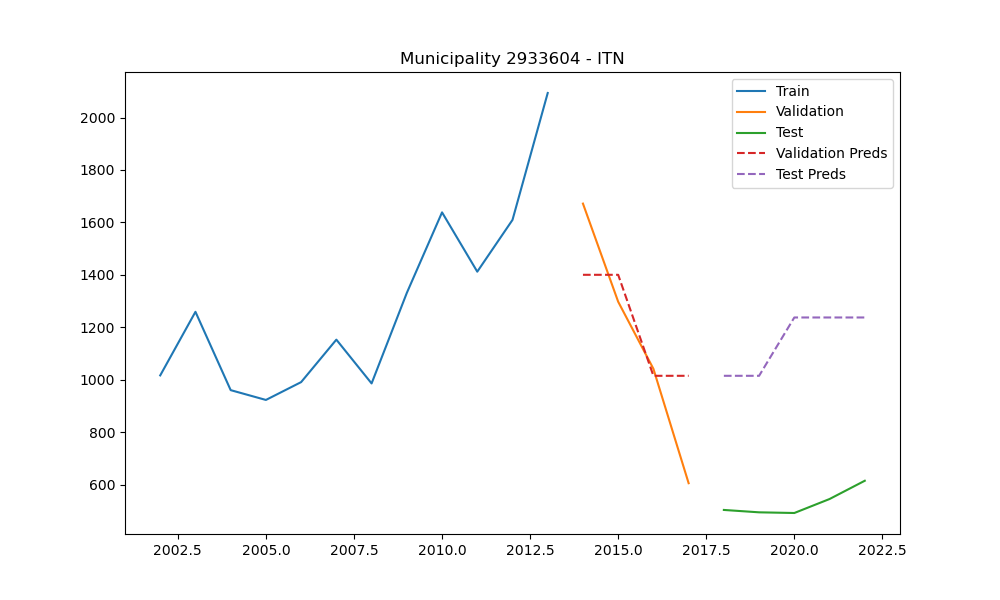 Municipality 2933604 - ITN
Train
Validation
Test
Validation Preds
Test Preds
2000
1800
1600
1400
1200
1000
800
600
2002.5 2005.0 2007.5 2010.0 2012.5 2015.0 2017.5 2020.0 2022.5